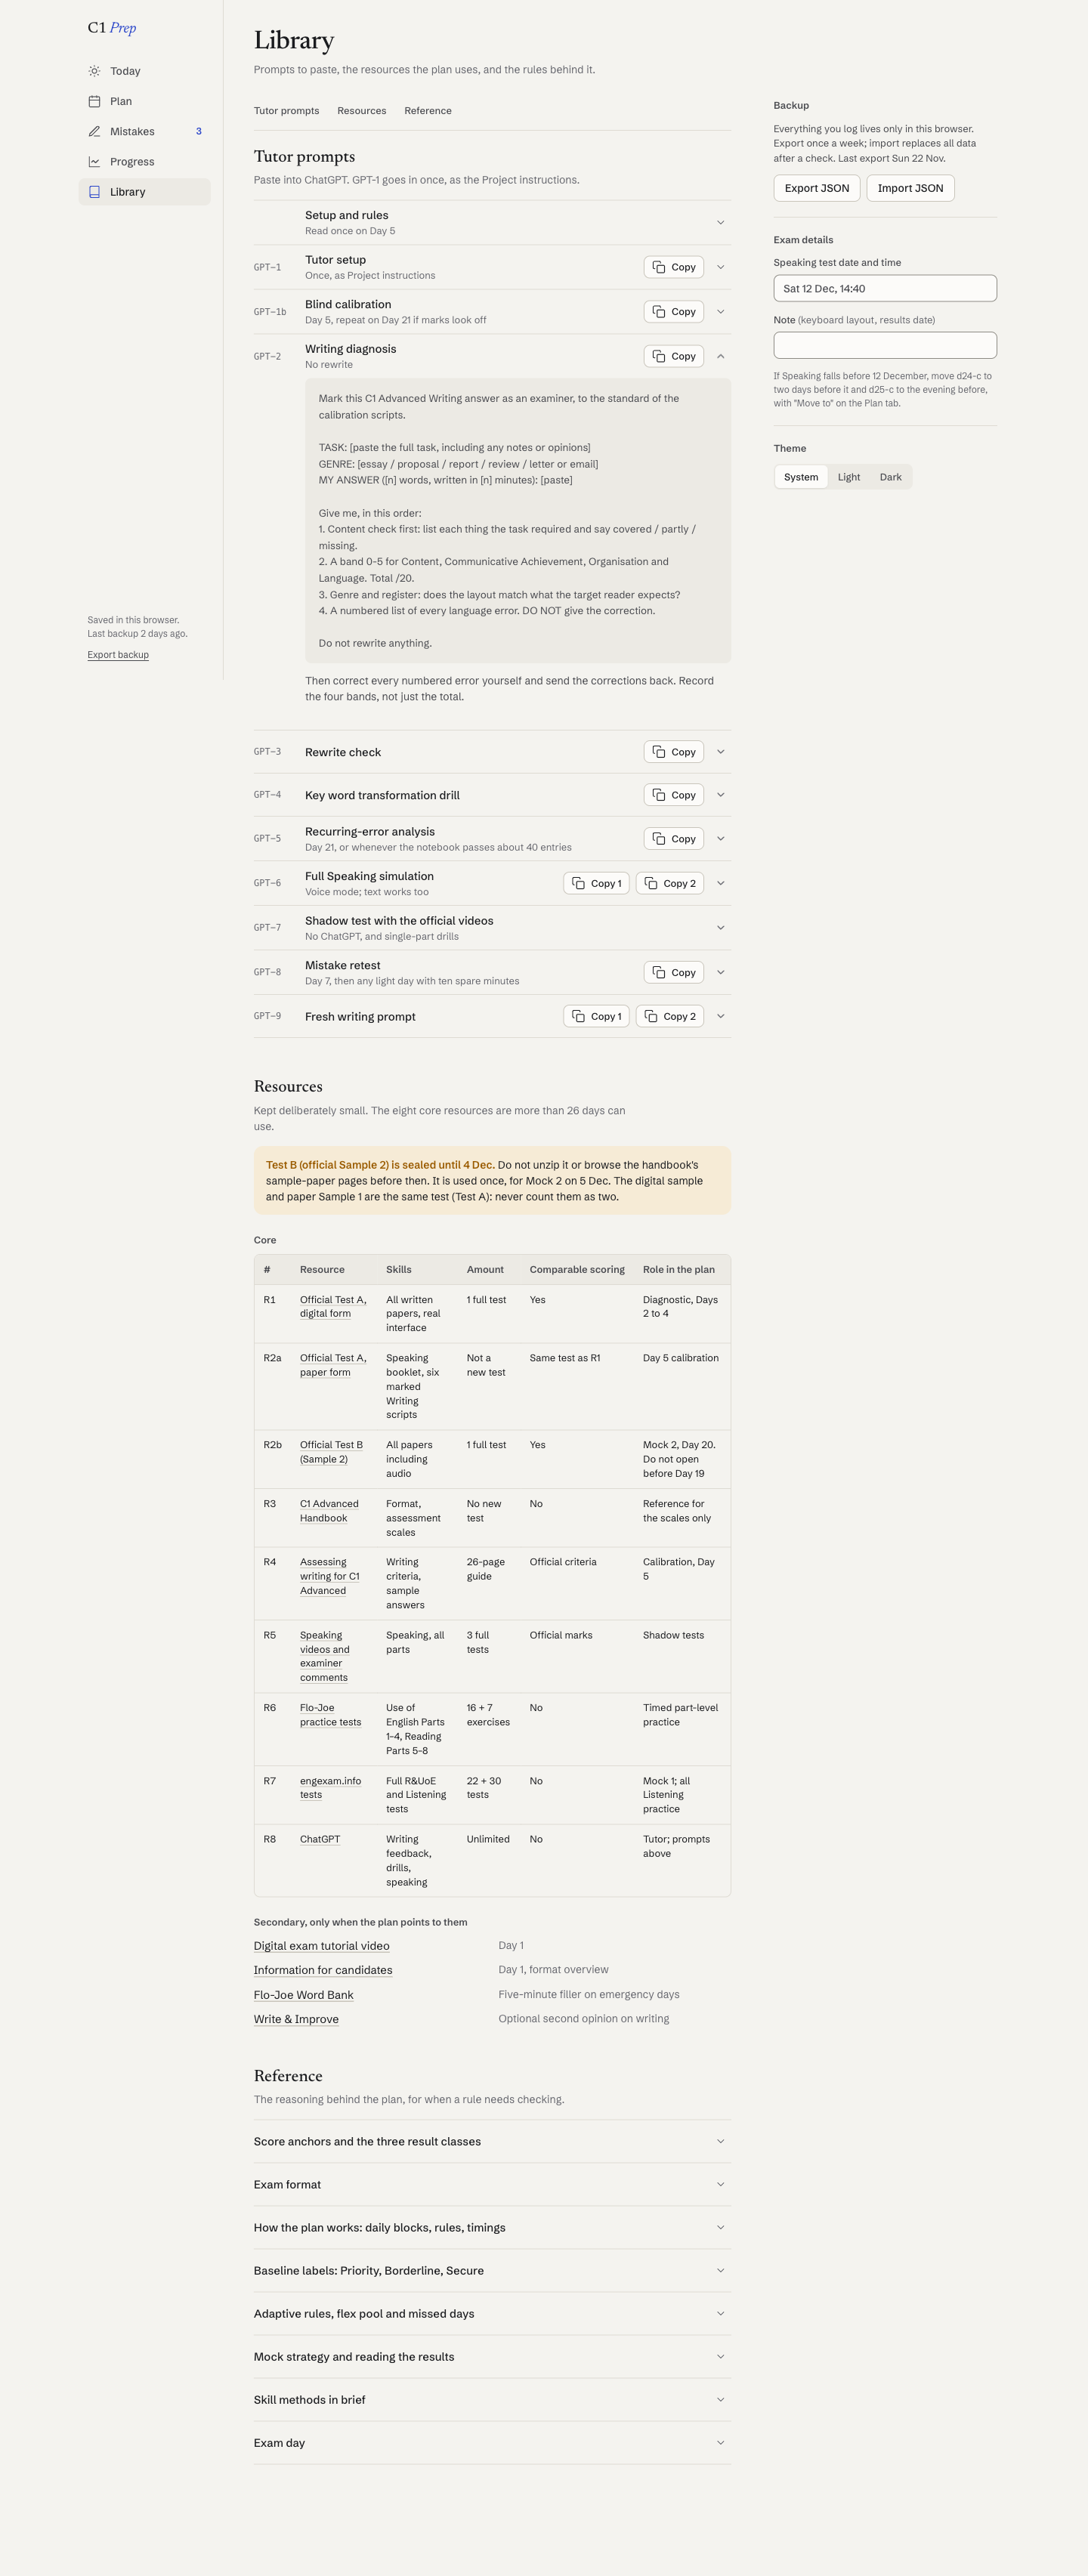 C1 Prep
Today
Plan
Mistakes 3
Progress
Library
Saved in this browser.
Last backup 2 days ago.
Export backup
Library
Prompts to paste, the resources the plan uses, and the rules behind it.
Tutor prompts Resources Reference
Tutor prompts
Paste into ChatGPT. GPT-1 goes in once, as the Project instructions.
Setup and rules
Read once on Day 5
GPT-1
Tutor setup
Once, as Project instructions
Copy
GPT-1b
Blind calibration
Day 5, repeat on Day 21 if marks look off
Copy
GPT-2
Writing diagnosis
No rewrite
Copy
Mark this C1 Advanced Writing answer as an examiner, to the standard of the
calibration scripts.
TASK: [paste the full task, including any notes or opinions]
GENRE: [essay / proposal / report / review / letter or email]
MY ANSWER ([n] words, written in [n] minutes): [paste]
Give me, in this order:
1. Content check first: list each thing the task required and say covered / partly /
missing.
2. A band 0-5 for Content, Communicative Achievement, Organisation and
Language. Total /20.
3. Genre and register: does the layout match what the target reader expects?
4. A numbered list of every language error. DO NOT give the correction.
Do not rewrite anything.
Then correct every numbered error yourself and send the corrections back. Record
the four bands, not just the total.
GPT-3
Rewrite check
Copy
GPT-4
Key word transformation drill
Copy
GPT-5
Recurring-error analysis
Day 21, or whenever the notebook passes about 40 entries
Copy
GPT-6
Full Speaking simulation
Voice mode; text works too
Copy 1 Copy 2
GPT-7
Shadow test with the official videos
No ChatGPT, and single-part drills
GPT-8
Mistake retest
Day 7, then any light day with ten spare minutes
Copy
GPT-9
Fresh writing prompt
Copy 1 Copy 2
Resources
Kept deliberately small. The eight core resources are more than 26 days can
use.
Test B (official Sample 2) is sealed until 4 Dec. Do not unzip it or browse the handbook's
sample-paper pages before then. It is used once, for Mock 2 on 5 Dec. The digital sample
and paper Sample 1 are the same test (Test A): never count them as two.
Core
# Resource Skills Amount Comparable scoring Role in the plan
R1
Official Test A,
digital form
All written
papers, real
interface
1 full test
Yes
Diagnostic, Days
2 to 4
R2a
Official Test A,
paper form
Speaking
booklet, six
marked
Writing
scripts
Not a
new test
Same test as R1
Day 5 calibration
R2b
Official Test B
(Sample 2)
All papers
including
audio
1 full test
Yes
Mock 2, Day 20.
Do not open
before Day 19
R3
C1 Advanced
Handbook
Format,
assessment
scales
No new
test
No
Reference for
the scales only
R4
Assessing
writing for C1
Advanced
Writing
criteria,
sample
answers
26-page
guide
Official criteria
Calibration, Day
5
R5
Speaking
videos and
examiner
comments
Speaking, all
parts
3 full
tests
Official marks
Shadow tests
R6
Flo-Joe
practice tests
Use of
English Parts
1–4, Reading
Parts 5–8
16 + 7
exercises
No
Timed part-level
practice
R7
engexam.info
tests
Full R&UoE
and Listening
tests
22 + 30
tests
No
Mock 1; all
Listening
practice
R8
ChatGPT
Writing
feedback,
drills,
speaking
Unlimited
No
Tutor; prompts
above
Secondary, only when the plan points to them
Digital exam tutorial video Day 1
Information for candidates Day 1, format overview
Flo-Joe Word Bank Five-minute filler on emergency days
Write & Improve Optional second opinion on writing
Reference
The reasoning behind the plan, for when a rule needs checking.
Score anchors and the three result classes
Exam format
How the plan works: daily blocks, rules, timings
Baseline labels: Priority, Borderline, Secure
Adaptive rules, flex pool and missed days
Mock strategy and reading the results
Skill methods in brief
Exam day
Backup
Everything you log lives only in this browser.
Export once a week; import replaces all data
after a check. Last export Sun 22 Nov.
Export JSON Import JSON
Exam details
Speaking test date and time
Sat 12 Dec, 14:40
Note (keyboard layout, results date)
If Speaking falls before 12 December, move d24-c to
two days before it and d25-c to the evening before,
with "Move to" on the Plan tab.
Theme
System Light Dark